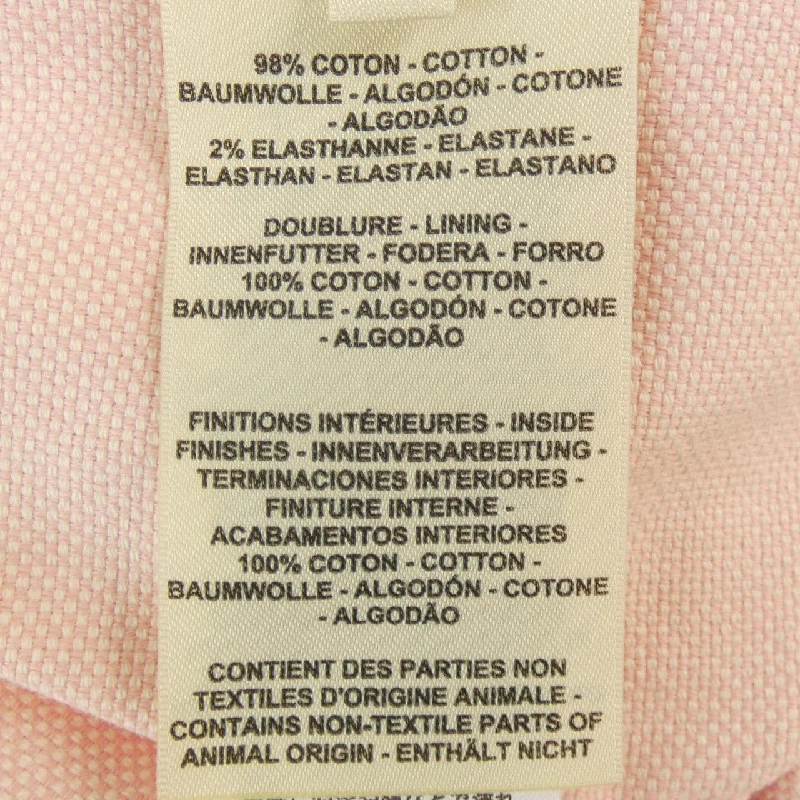 98% COTON - COTTON -
BAUMWOLLE - ALGODÓN - COTONE
- ALGODÃO
2% ELASTHANNE - ELASTANE -
ELASTHAN - ELASTAN - ELASTANO
DOUBLURE - LINING -
INNENFUTTER - FODERA - FORRO
100% COTON - COTTON -
BAUMWOLLE - ALGODÓN - COTONE
- ALGODÃO
FINITIONS INTÉRIEURES - INSIDE
FINISHES - INNENVERARBEITUNG -
TERMINACIONES INTERIORES -
FINITURE INTERNE -
ACABAMENTOS INTERIORES
100% COTON - COTTON -
BAUMWOLLE - ALGODÓN - COTONE
- ALGODÃO
CONTIENT DES PARTIES NON
TEXTILES D'ORIGINE ANIMALE -
CONTAINS NON-TEXTILE PARTS OF
ANIMAL ORIGIN - ENTHÄLT NICHT